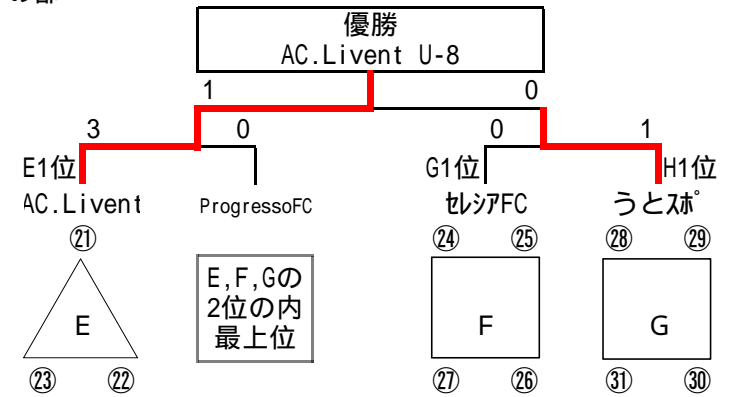 優勝
AC.Livent U-8
1 0
3 0 0 1
E1位 G1位 H1位
AC.Livent ProgressoFC ｾﾚｼｱFC うとｽﾎﾟ
㉑ ㉔ ㉕ ㉘ ㉙
E,F,Gの
2位の内
最上位
E F G
㉓ ㉒ ㉗ ㉖ ㉛ ㉚